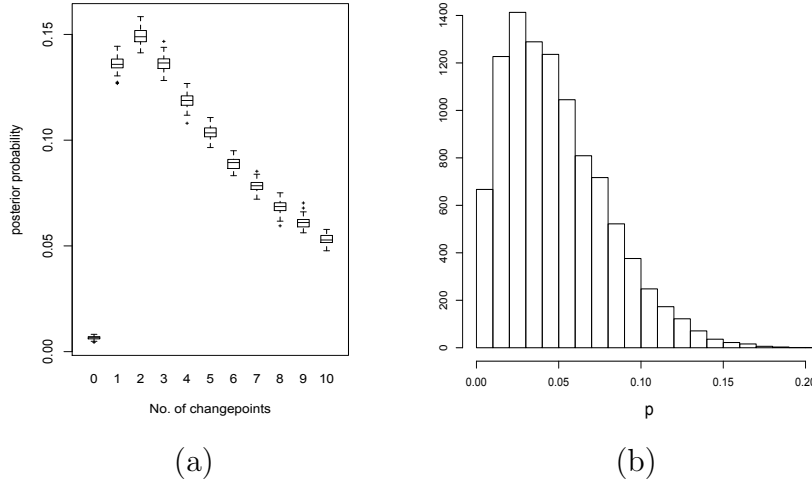 posterior probability
0.15
0.10
0.05
0.00
0 1 2 3 4 5 6 7 8 9 10
No. of changepoints
(a)
1400
1200
1000
800
600
400
200
0
0.00 0.05 0.10 0.15 0.20
p
(b)